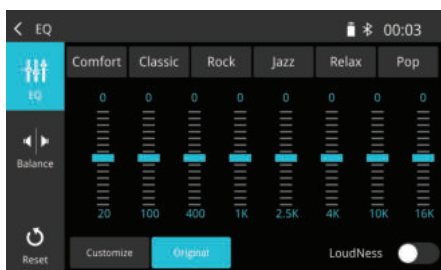 EQ 00:03
Comfort Classic Rock Jazz Relax Pop
EQ
0 0 0 0 0 0 0 0
Balance
20 100 400 1K 2.5K 4K 10K 16K
Reset
Customize Original LoudNess